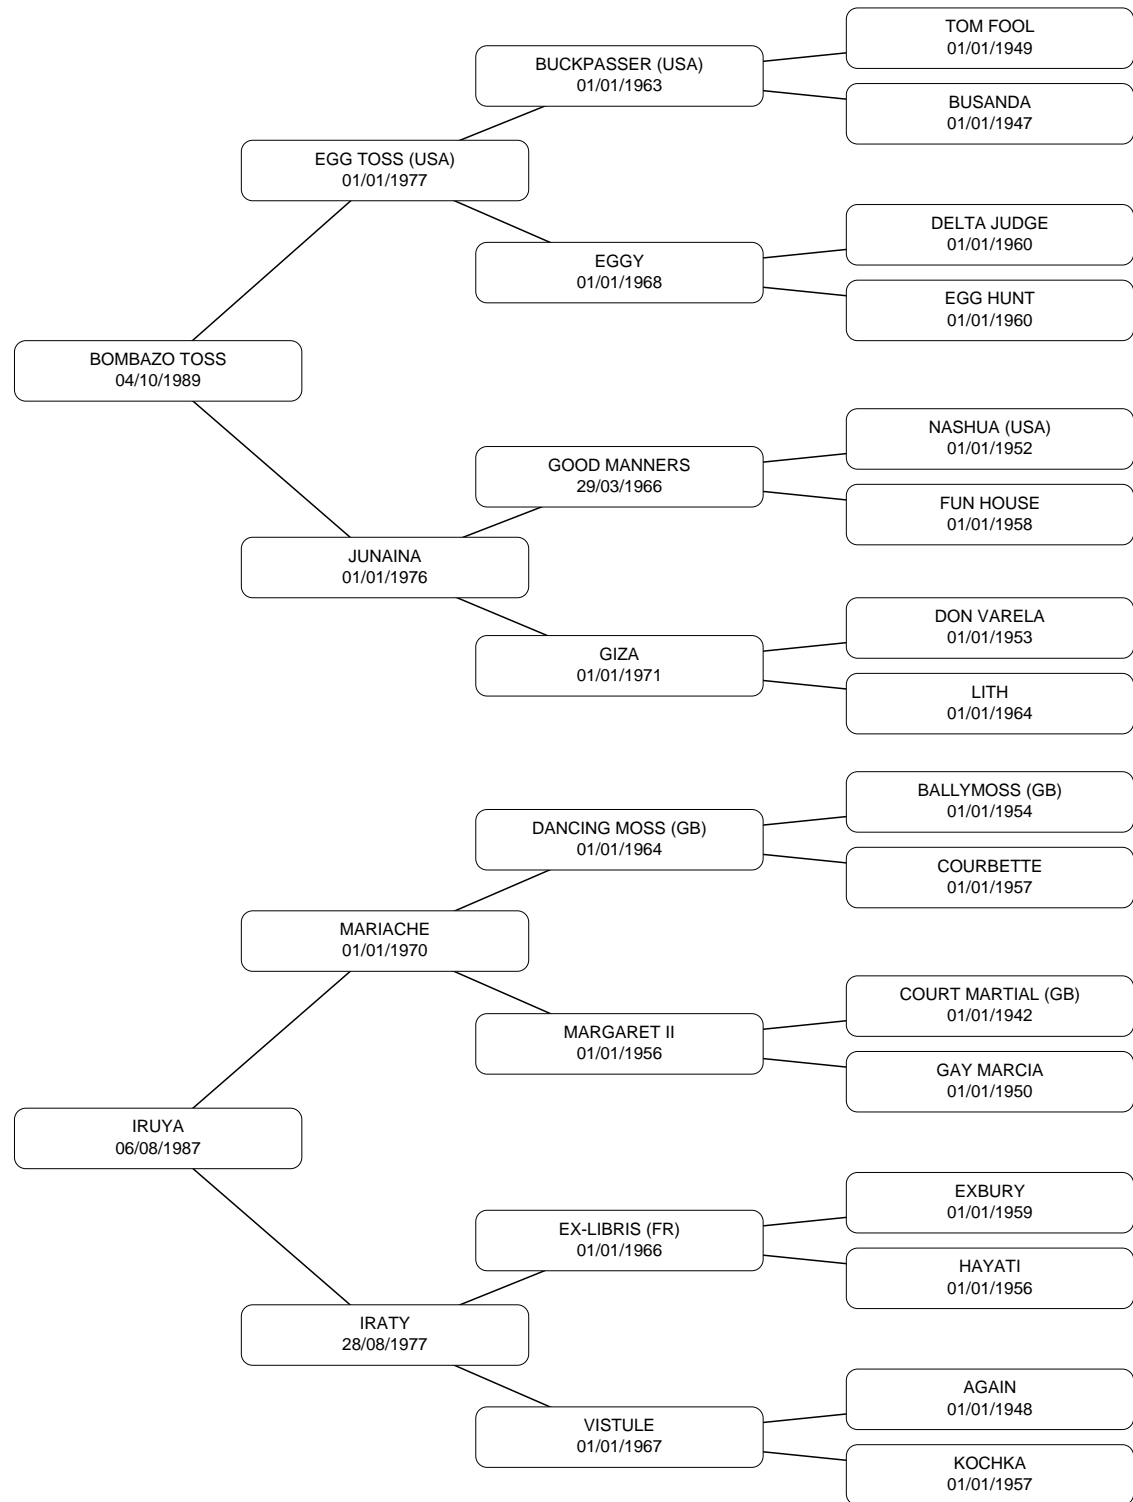 TOM FOOL
01/01/1949
BUCKPASSER (USA)
01/01/1963
BUSANDA
01/01/1947
EGG TOSS (USA)
01/01/1977
DELTA JUDGE
01/01/1960
EGGY
01/01/1968
EGG HUNT
01/01/1960
BOMBAZO TOSS
04/10/1989
NASHUA (USA)
01/01/1952
GOOD MANNERS
29/03/1966
FUN HOUSE
01/01/1958
JUNAINA
01/01/1976
DON VARELA
01/01/1953
GIZA
01/01/1971
LITH
01/01/1964
BALLYMOSS (GB)
01/01/1954
DANCING MOSS (GB)
01/01/1964
COURBETTE
01/01/1957
MARIACHE
01/01/1970
COURT MARTIAL (GB)
01/01/1942
MARGARET II
01/01/1956
GAY MARCIA
01/01/1950
IRUYA
06/08/1987
EXBURY
01/01/1959
EX-LIBRIS (FR)
01/01/1966
HAYATI
01/01/1956
IRATY
28/08/1977
AGAIN
01/01/1948
VISTULE
01/01/1967
KOCHKA
01/01/1957